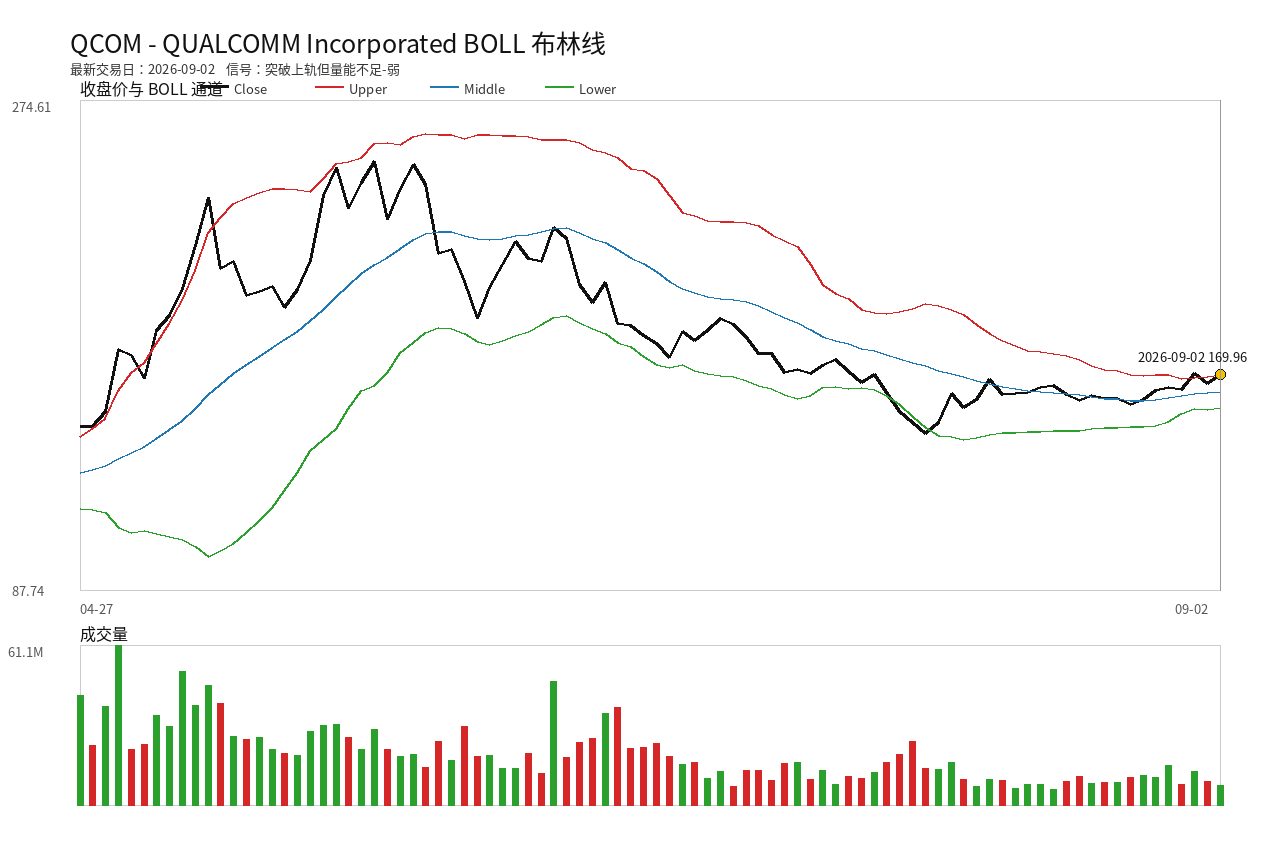 QCOM - QUALCOMM Incorporated BOLL 布林线
最新交易日：2026-09-02 信号：突破上轨但量能不足-弱
收盘价与 BOLL 通道 Close Upper Middle Lower
274.61
2026-09-02 169.96
87.74
04-27 09-02
成交量
61.1M